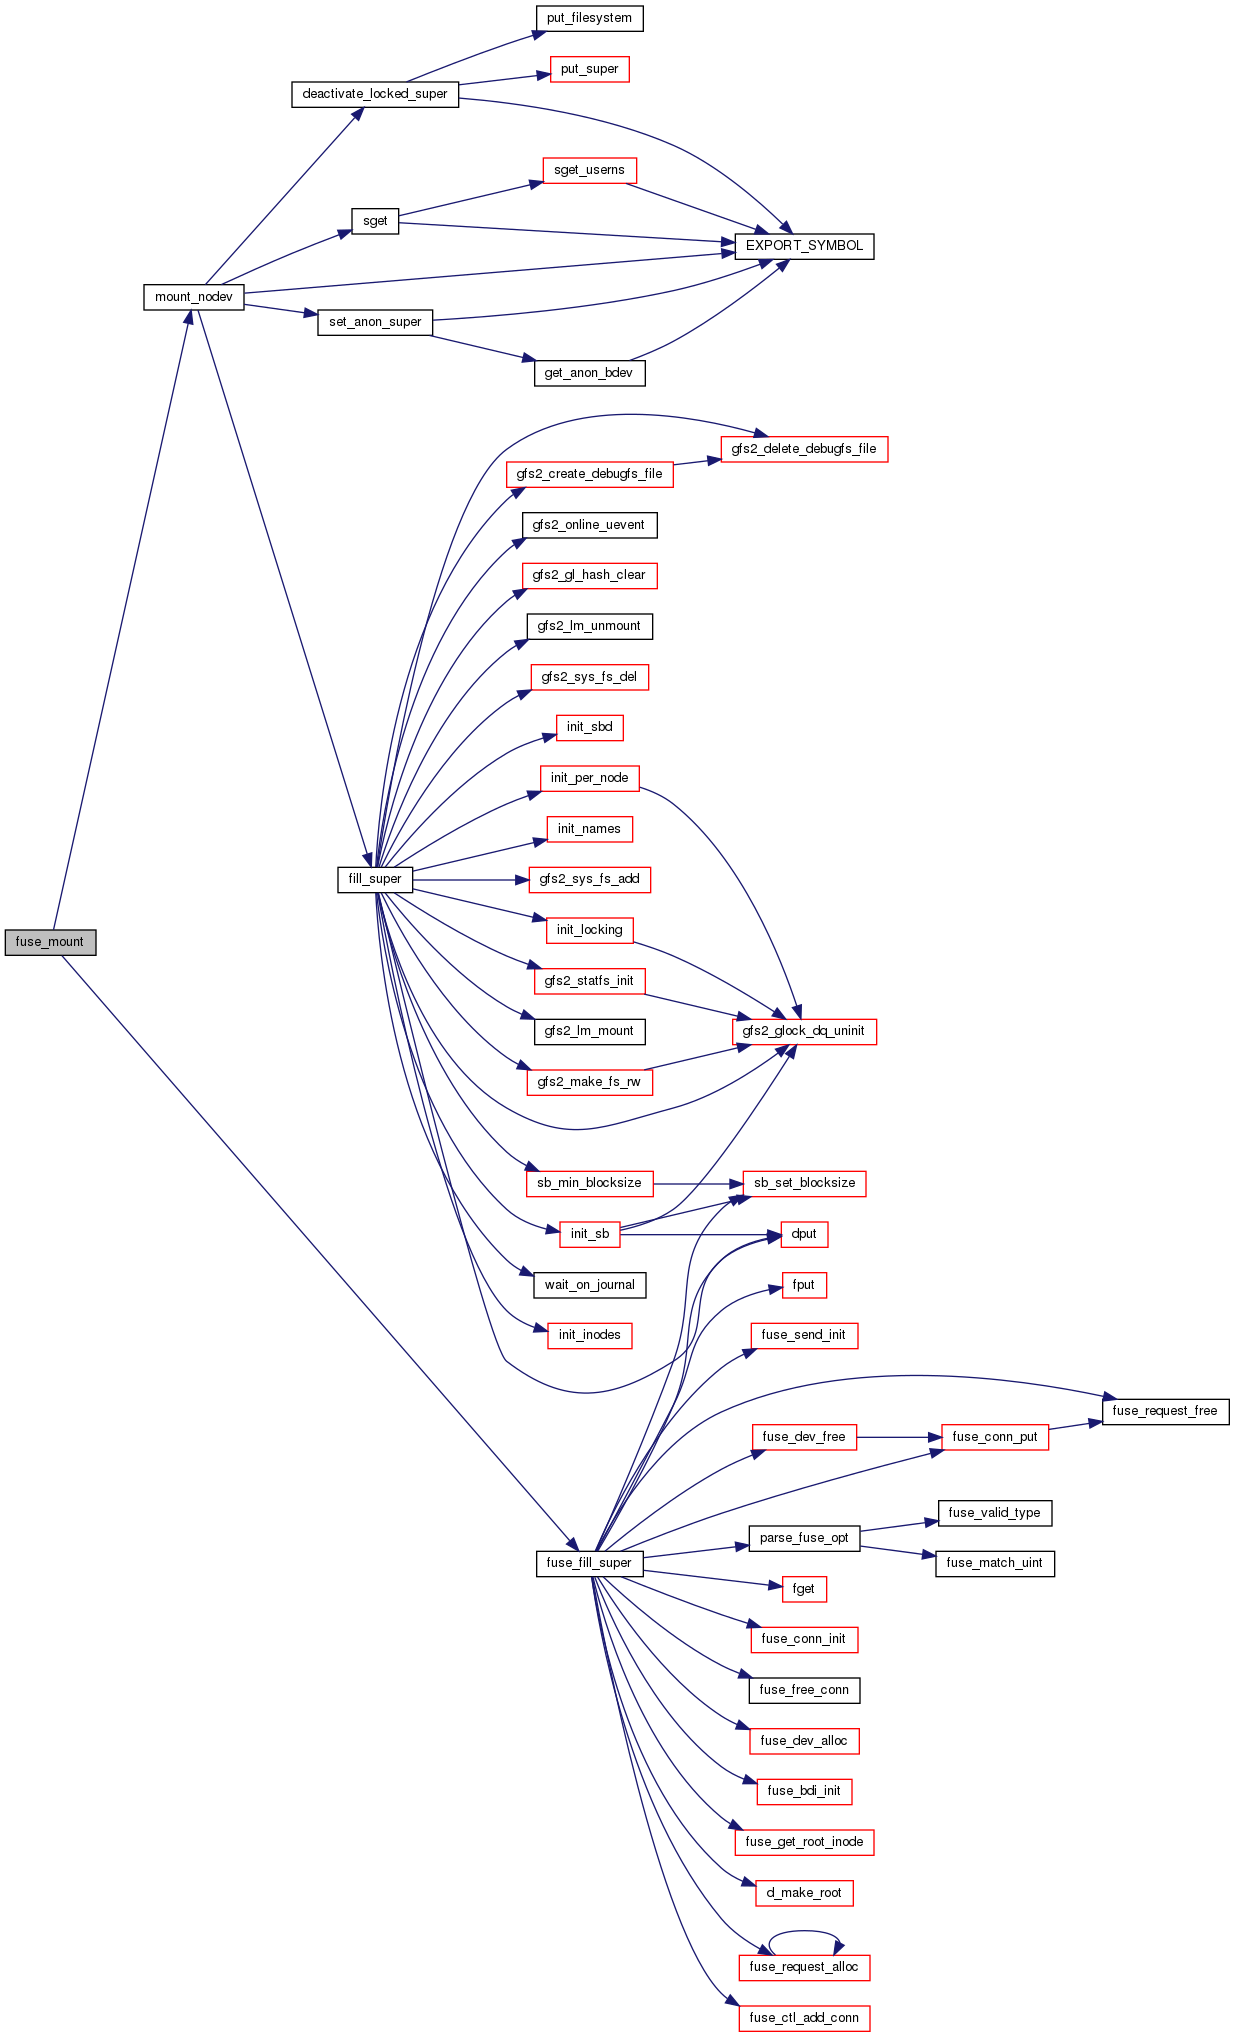 put_filesystem
put_super
deactivate_locked_super
sget_userns
sget
EXPORT_SYMBOL
mount_nodev
set_anon_super
get_anon_bdev
gfs2_delete_debugfs_file
gfs2_create_debugfs_file
gfs2_online_uevent
gfs2_gl_hash_clear
gfs2_lm_unmount
gfs2_sys_fs_del
init_sbd
init_per_node
init_names
fill_super
gfs2_sys_fs_add
init_locking
fuse_mount
gfs2_statfs_init
gfs2_lm_mount
gfs2_glock_dq_uninit
gfs2_make_fs_rw
sb_min_blocksize
sb_set_blocksize
init_sb
dput
wait_on_journal
fput
init_inodes
fuse_send_init
fuse_request_free
fuse_dev_free
fuse_conn_put
fuse_valid_type
parse_fuse_opt
fuse_fill_super
fuse_match_uint
fget
fuse_conn_init
fuse_free_conn
fuse_dev_alloc
fuse_bdi_init
fuse_get_root_inode
d_make_root
fuse_request_alloc
fuse_ctl_add_conn